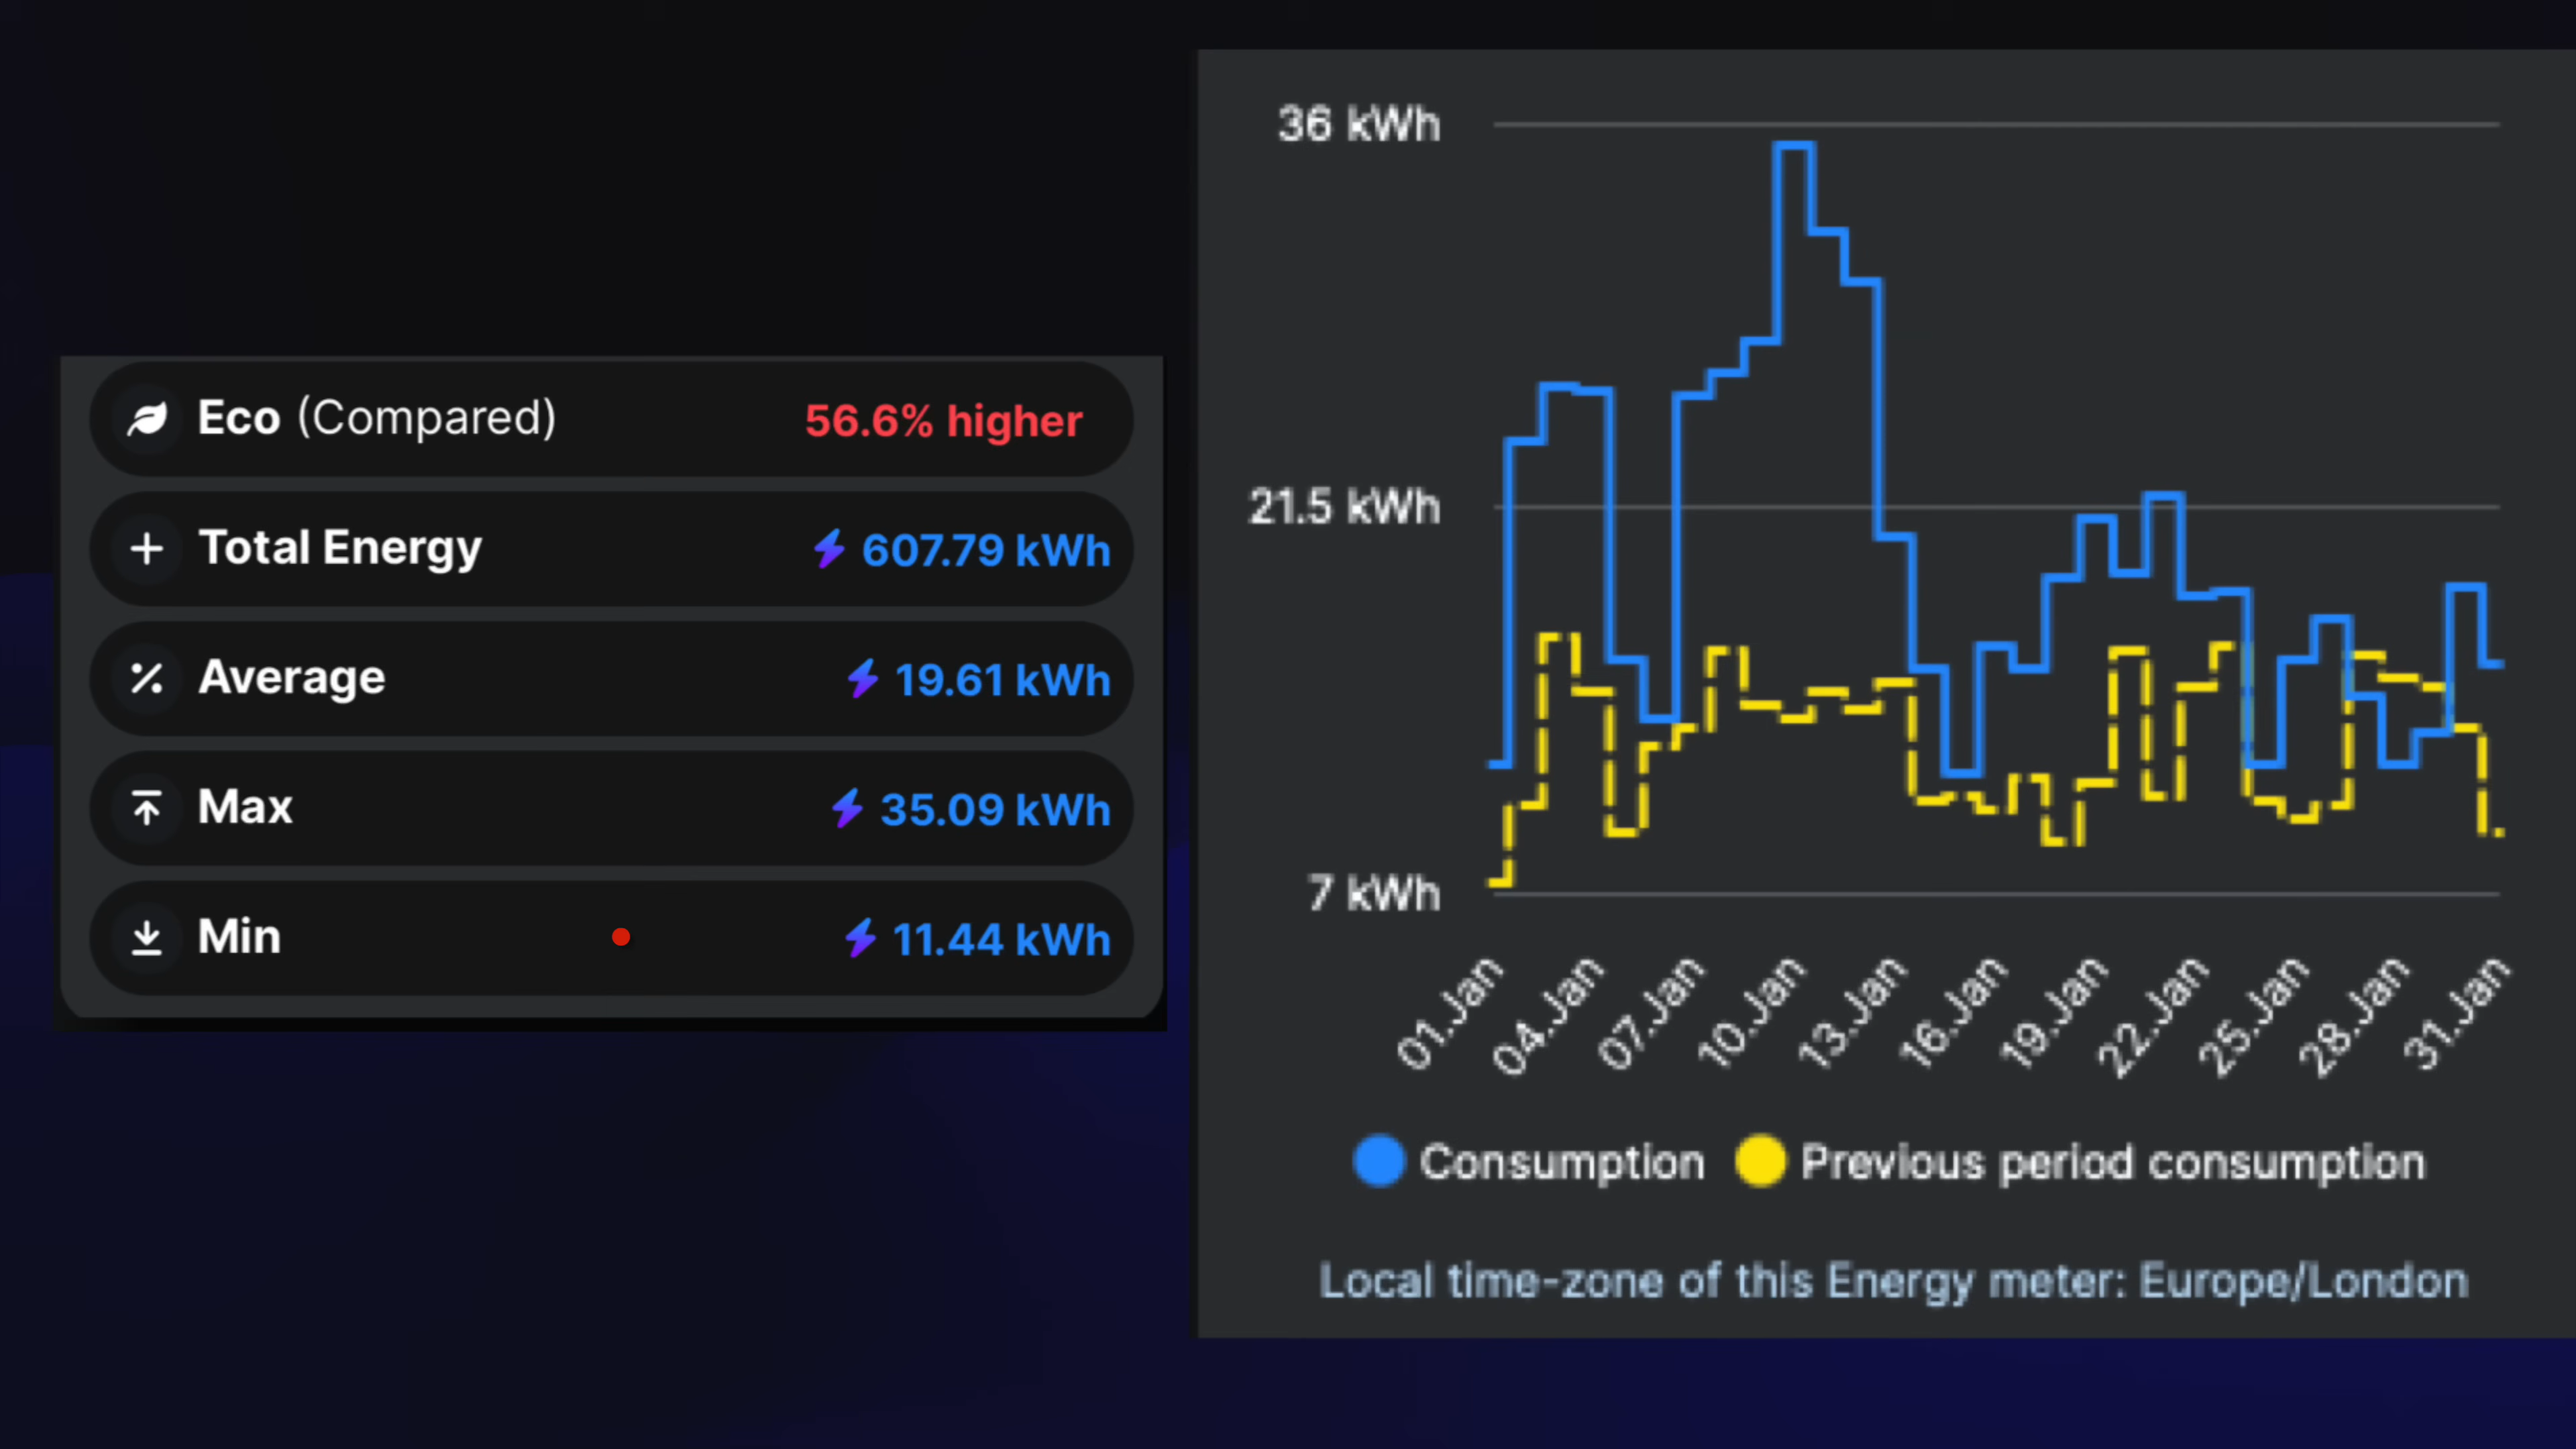 Eco (Compared) 56.6% higher
Total Energy 607.79 kWh
Average 19.61 kWh
Max 35.09 kWh
Min 11.44 kWh
36 kWh
21.5 kWh
7 kWh
01.Jan 04.Jan 07.Jan 10.Jan 13.Jan 16.Jan 19.Jan 22.Jan 25.Jan 28.Jan 31.Jan
Consumption Previous period consumption
Local time-zone of this Energy meter: Europe/London